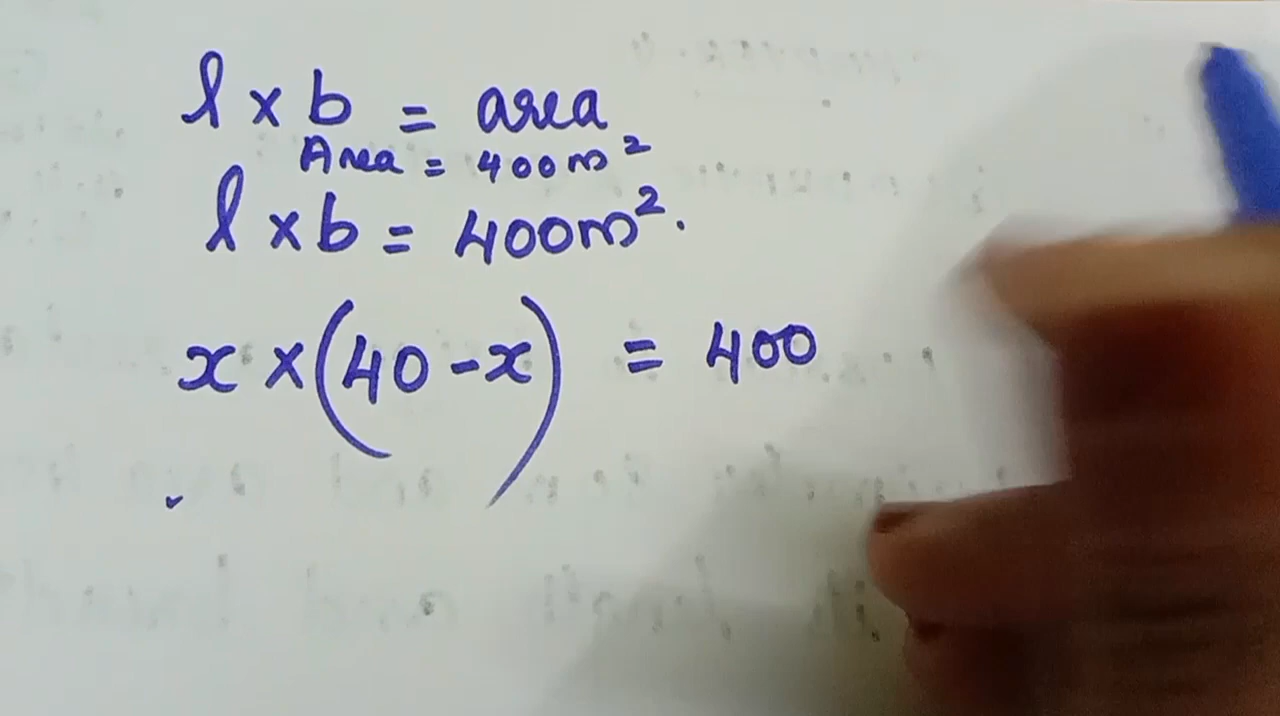 l × b = area
Area = 400m²
l × b = 400m².
x × (40 - x) = 400